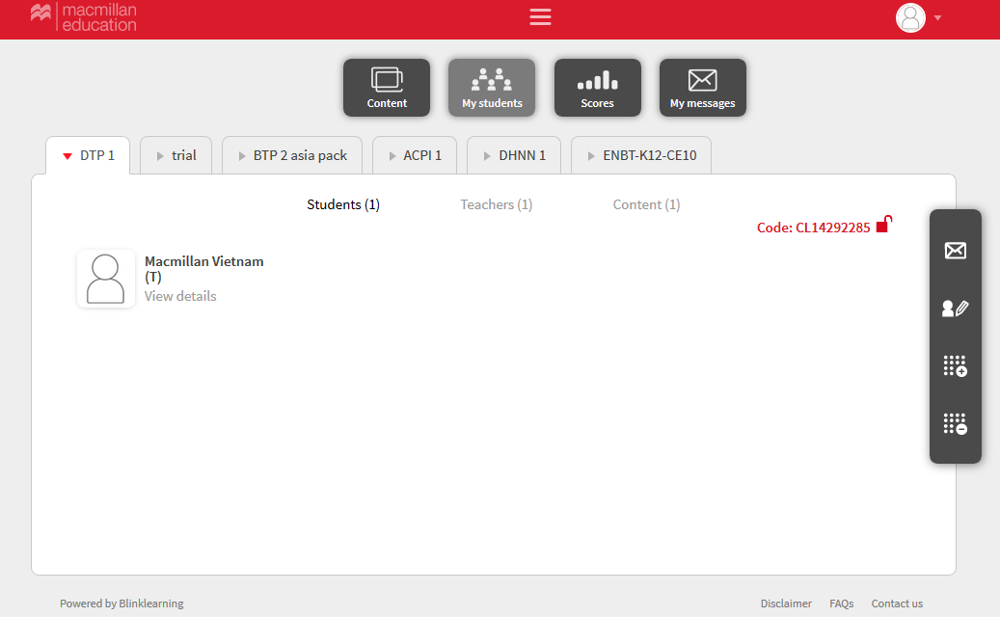 macmillan
education
Content
My students
Scores
My messages
DTP 1
trial
BTP 2 asia pack
ACPI 1
DHNN 1
ENBT-K12-CE10
Students (1)
Teachers (1)
Content (1)
Code: CL14292285
Macmillan Vietnam
(T)
View details
Powered by Blinklearning
Disclaimer
FAQs
Contact us